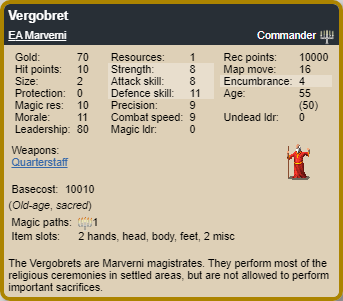 Vergobret
EA Marverni Commander
Gold: 70 Resources: 1 Rec points: 10000
Hit points: 10 Strength: 8 Map move: 16
Size: 2 Attack skill: 8 Encumbrance: 4
Protection: 0 Defence skill: 11 Age: 55
Magic res: 10 Precision: 9 (50)
Morale: 11 Combat speed: 9 Undead ldr: 0
Leadership: 80 Magic ldr: 0
Weapons:
Quarterstaff
Basecost: 10010
(Old-age, sacred)
Magic paths: 1
Item slots: 2 hands, head, body, feet, 2 misc
The Vergobrets are Marverni magistrates. They perform most of the
religious ceremonies in settled areas, but are not allowed to perform
important sacrifices.